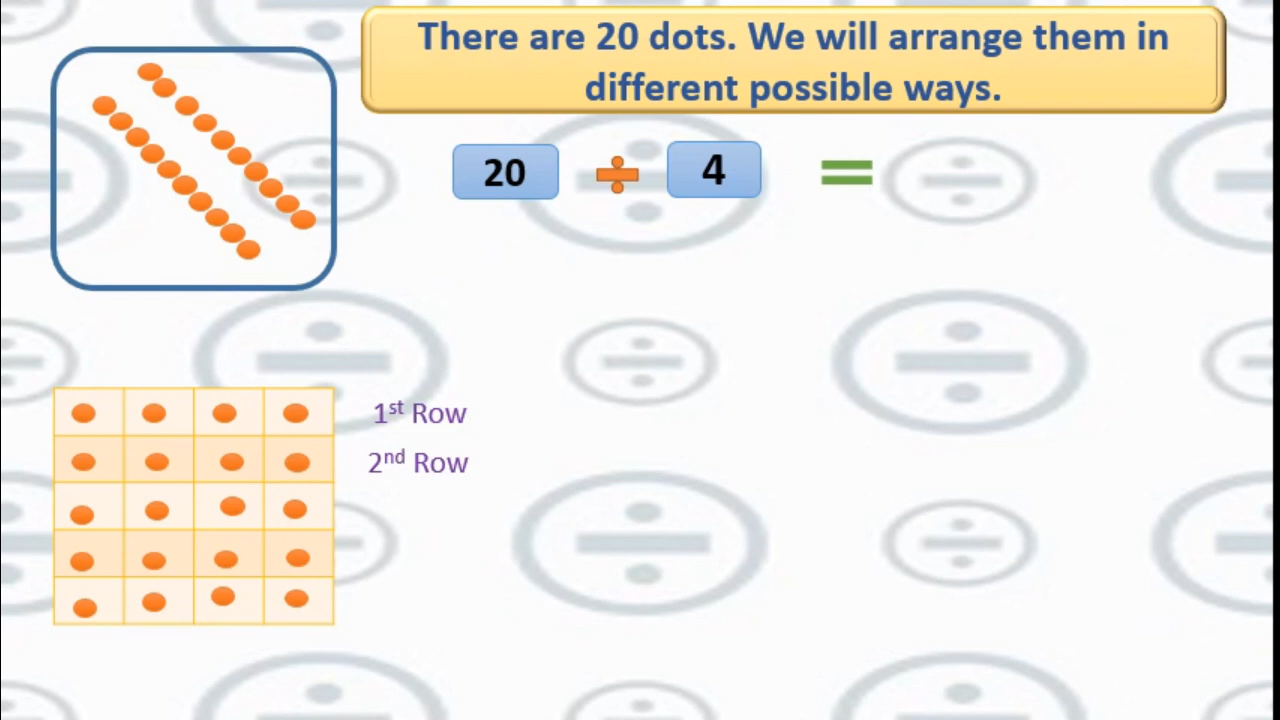 There are 20 dots. We will arrange them in
different possible ways.
20 ÷ 4 =
1st Row
2nd Row